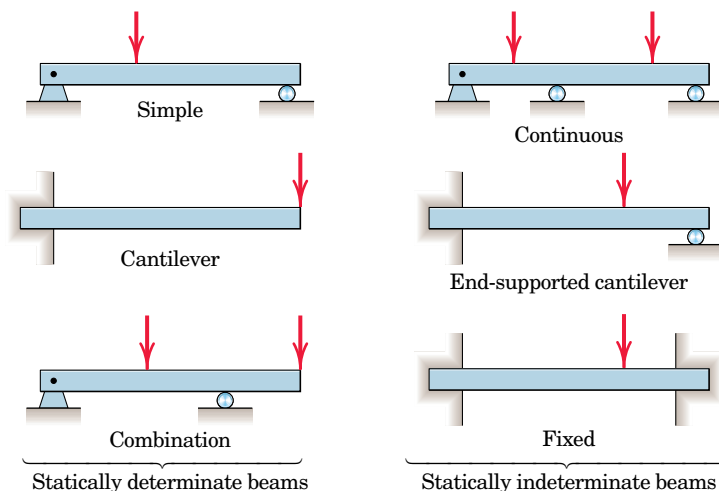 Simple
Continuous
Cantilever
End-supported cantilever
Combination
Fixed
Statically determinate beams
Statically indeterminate beams